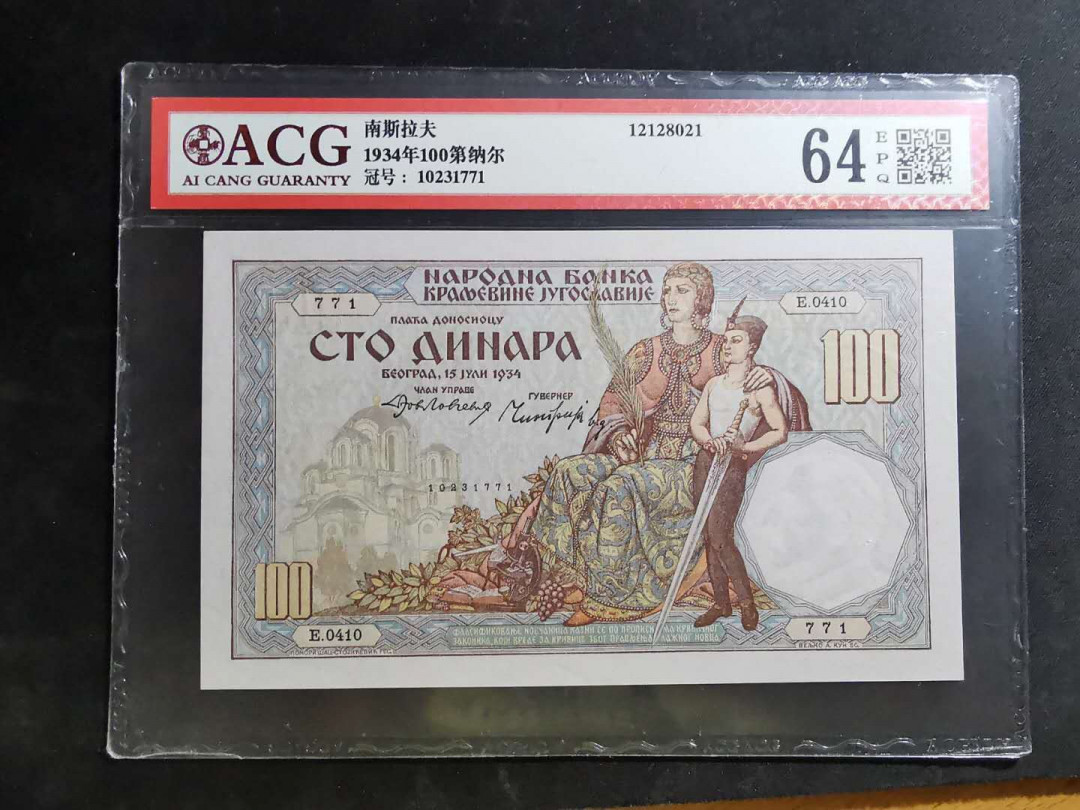 ACG
AI CANG GUARANTY
南斯拉夫
1934年100第纳尔
冠号： 10231771
12128021
64
EPQ
НАРОДНА БАНКА
КРАЉЕВИНЕ ЈУГОСЛАВИЈЕ
771
E.0410
ПЛАЋА ДОНОСИОЦУ
СТО ДИНАРА
БЕОГРАД, 15 ЈУЛИ 1934
ЧЛАН УПРАВЕ
ГУВЕРНЕР
100
10231771
100
E.0410
771